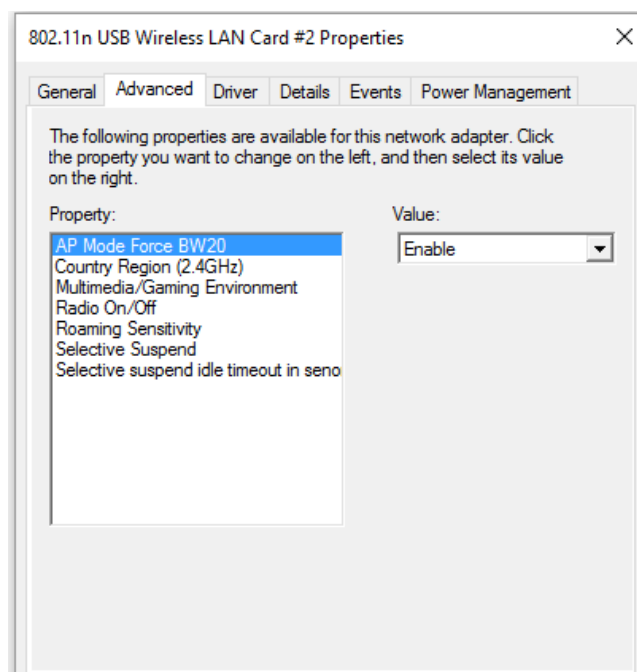 802.11n USB Wireless LAN Card #2 Properties
General Advanced Driver Details Events Power Management
The following properties are available for this network adapter. Click
the property you want to change on the left, and then select its value
on the right.
Property: Value:
AP Mode Force BW20 Enable
Country Region (2.4GHz)
Multimedia/Gaming Environment
Radio On/Off
Roaming Sensitivity
Selective Suspend
Selective suspend idle timeout in seno